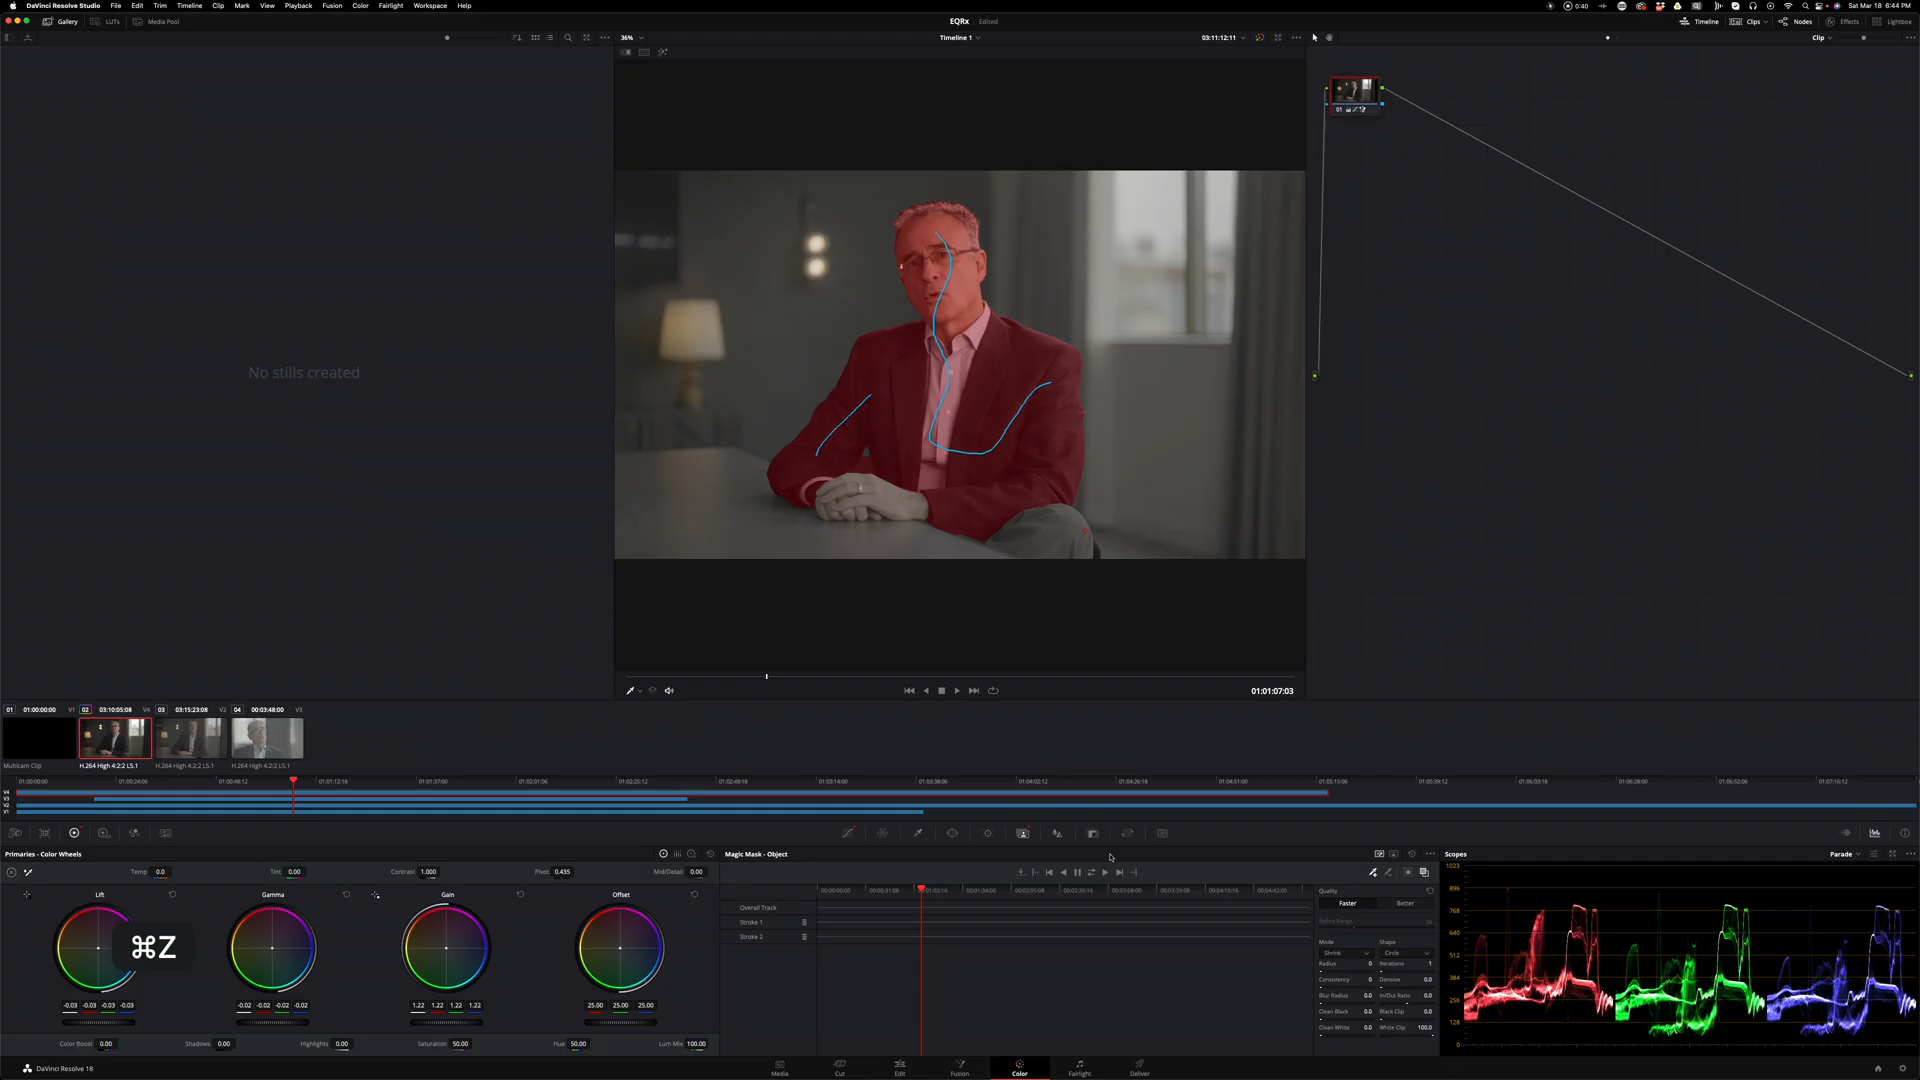 DaVinci Resolve Studio File Edit Trim Timeline Clip Mark View Playback Fusion Color Fairlight Workspace Help
0:40 Sat Mar 18 6:44 PM
Gallery LUTs Media Pool
EQRx Edited
Timeline Clips Nodes Effects Lightbox
36% Timeline 1 03:11:12:11 Clip
01
No stills created
01:01:07:03
01 01:00:00:00 V1 02 03:10:05:08 V4 03 03:15:23:08 V2 04 00:03:48:00 V3
Multicam Clip H.264 High 4:2:2 L5.1 H.264 High 4:2:2 L5.1 H.264 High 4:2:2 L5.1
01:00:00:00 01:00:24:06 01:00:48:12 01:01:12:18 01:01:37:00 01:02:01:06 01:02:25:12 01:02:49:18 01:03:14:00 01:03:38:06 01:04:02:12 01:04:26:18 01:04:51:00 01:05:15:06 01:05:39:12 01:06:03:18 01:06:28:00 01:06:52:06 01:07:16:12
V4
V3
V2
V1
Primaries - Color Wheels
Temp 0.0 Tint 0.00 Contrast 1.000 Pivot 0.435 Mid/Detail 0.00
Lift Gamma Gain Offset
⌘Z
-0.03 -0.03 -0.03 -0.03 -0.02 -0.02 -0.02 -0.02 1.22 1.22 1.22 1.22 25.00 25.00 25.00
Color Boost 0.00 Shadows 0.00 Highlights 0.00 Saturation 50.00 Hue 50.00 Lum Mix 100.00
Magic Mask - Object
00:00:00:00 00:00:31:08 01:02:16 00:01:34:00 00:02:05:08 00:02:36:16 00:03:08:00 00:03:39:08 00:04:10:16 00:04:42:00
Overall Track
Stroke 1
Stroke 2
Quality
Faster Better
Refine Range
Mode Shape
Shrink Circle
Radius 0 Iterations 1
Consistency 0.0 Denoise 0.0
Blur Radius 0.0 In/Out Ratio 0.0
Clean Black 0.0 Black Clip 0.0
Clean White 0.0 White Clip 100.0
Scopes Parade
1023
896
768
640
512
384
256
128
0
DaVinci Resolve 18
Media Cut Edit Fusion Color Fairlight Deliver